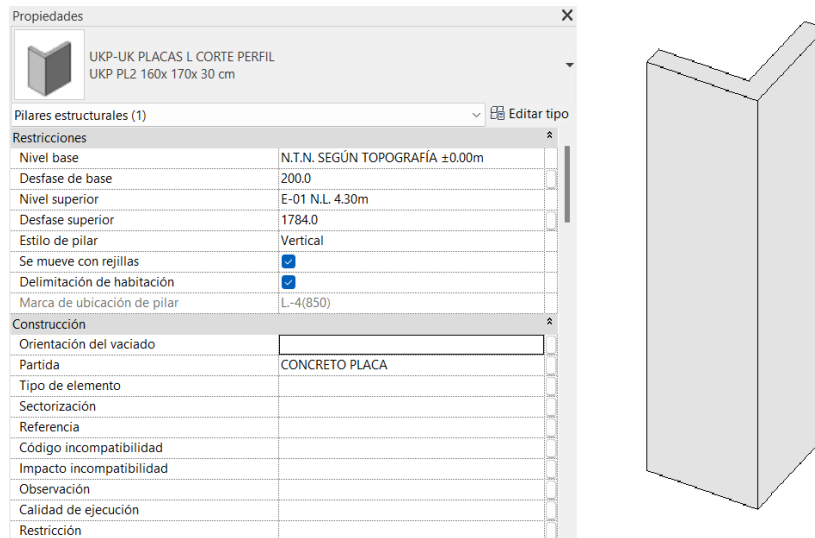 Propiedades
UKP-UK PLACAS L CORTE PERFIL
UKP PL2 160x 170x 30 cm
Pilares estructurales (1) Editar tipo
Restricciones
Nivel base N.T.N. SEGÚN TOPOGRAFÍA ±0.00m
Desfase de base 200.0
Nivel superior E-01 N.L. 4.30m
Desfase superior 1784.0
Estilo de pilar Vertical
Se mueve con rejillas
Delimitación de habitación
Marca de ubicación de pilar L.-4(850)
Construcción
Orientación del vaciado
Partida CONCRETO PLACA
Tipo de elemento
Sectorización
Referencia
Código incompatibilidad
Impacto incompatibilidad
Observación
Calidad de ejecución
Restricción